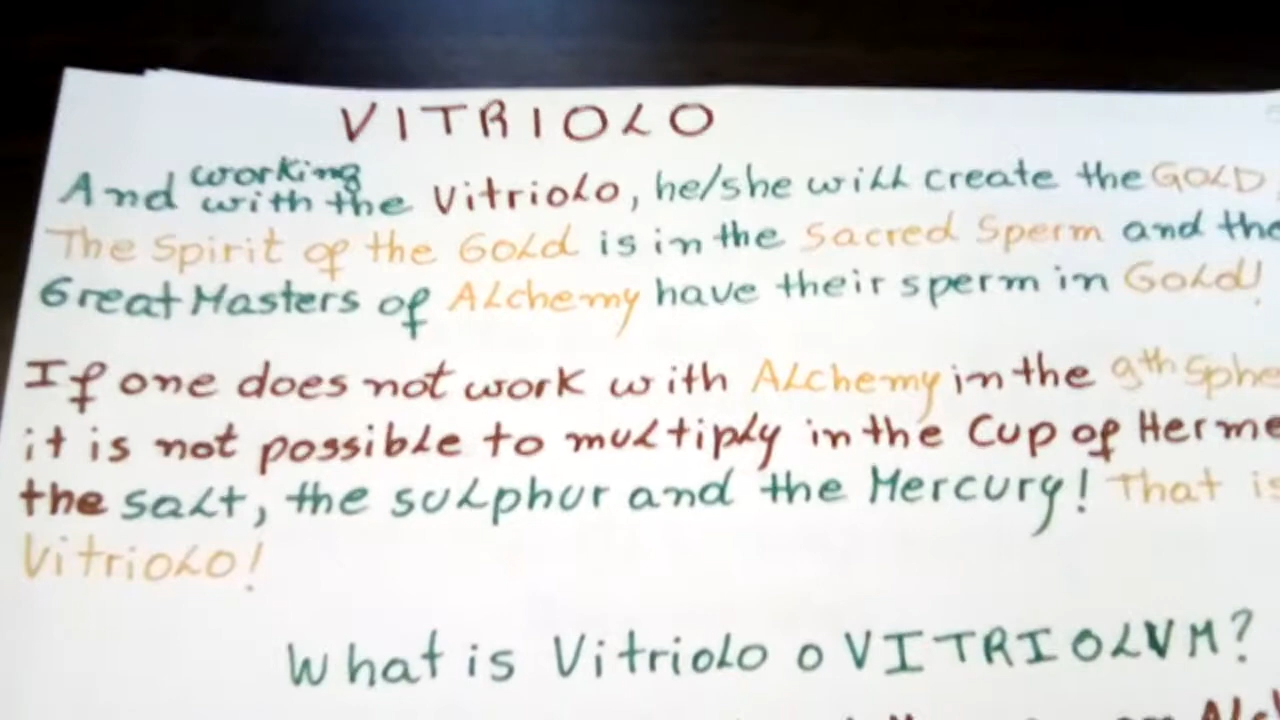 VITRIOLO
working
And with the Vitriolo, he/she will create the GOLD
The Spirit of the Gold is in the Sacred Sperm and the
Great Masters of Alchemy have their sperm in Gold!
If one does not work with Alchemy in the 9th
it is not possible to multiply in the Cup of
the salt, the sulphur and the Mercury! That is
Vitriolo!
What is Vitriolo o VITRIOLVM?